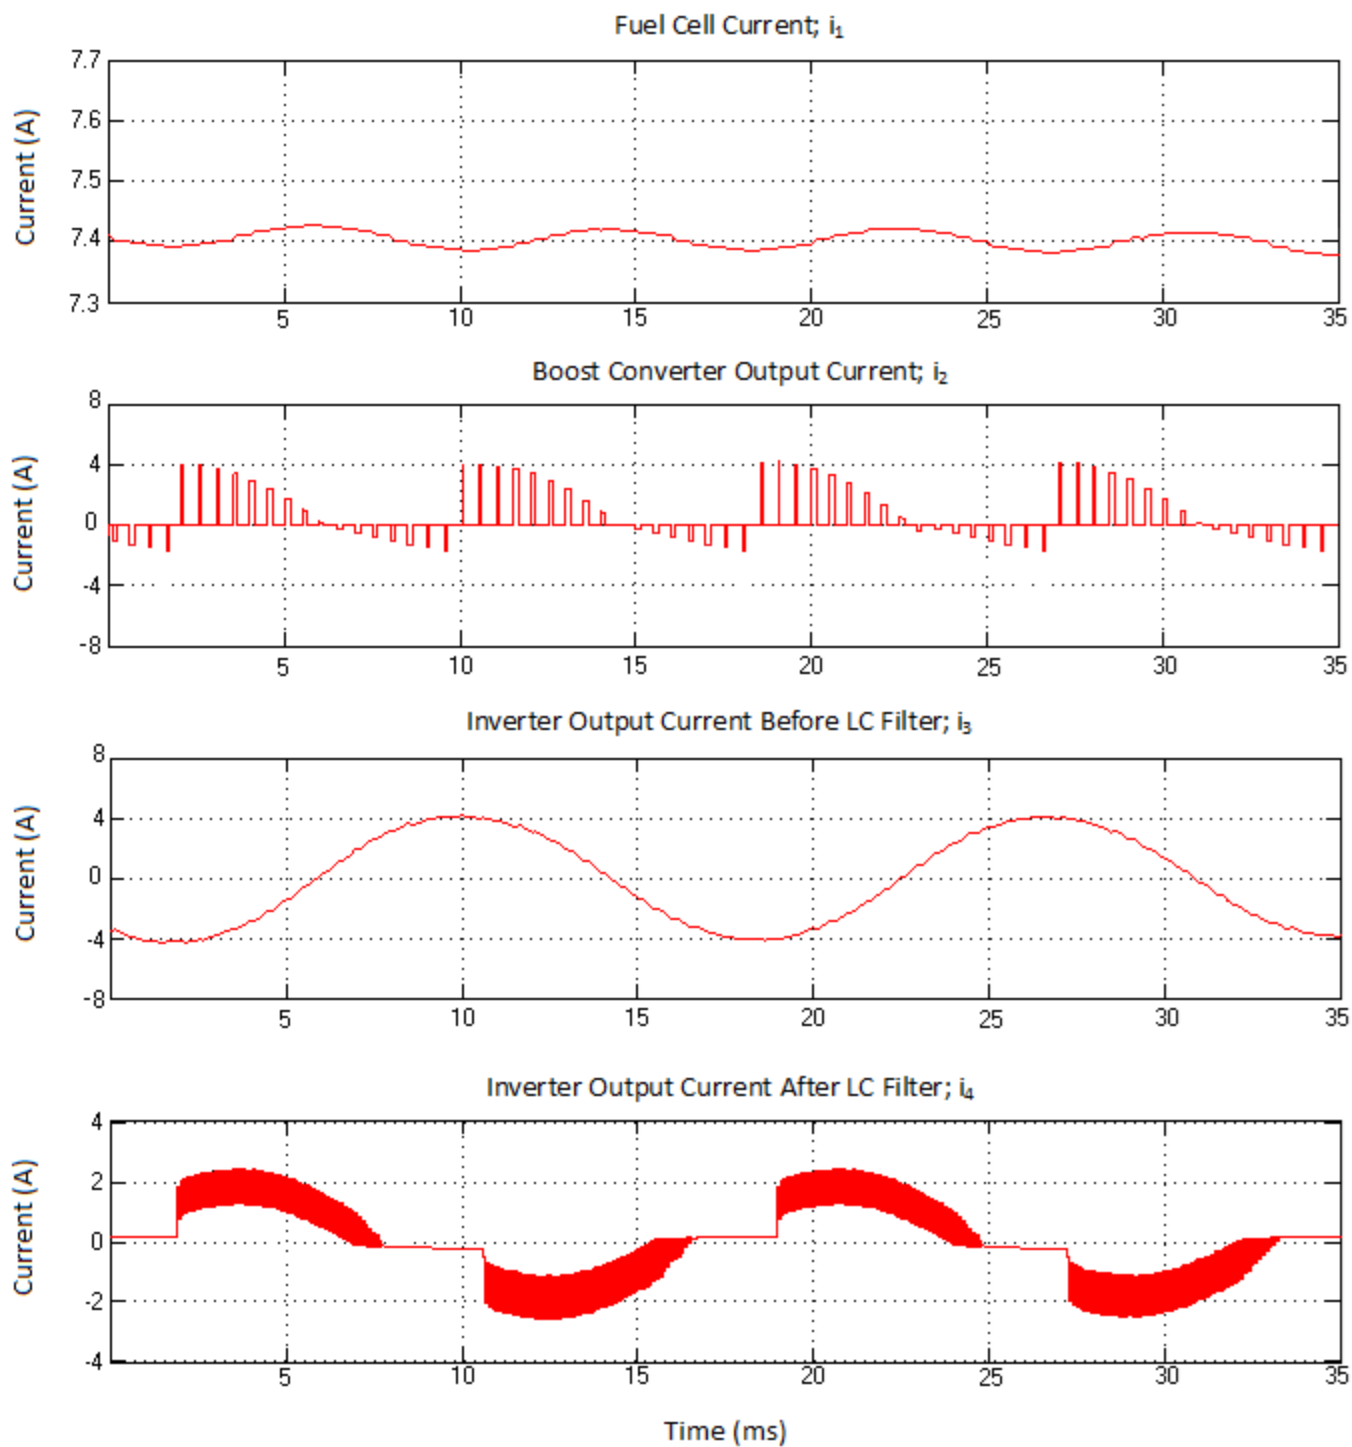 Fuel Cell Current; i₁
Current (A)
7.7
7.6
7.5
7.4
7.3
5 10 15 20 25 30 35
Boost Converter Output Current; i₂
Current (A)
8
4
0
-4
-8
5 10 15 20 25 30 35
Inverter Output Current Before LC Filter; i₃
Current (A)
8
4
0
-4
-8
5 10 15 20 25 30 35
Inverter Output Current After LC Filter; i₄
Current (A)
4
2
0
-2
-4
5 10 15 20 25 30 35
Time (ms)